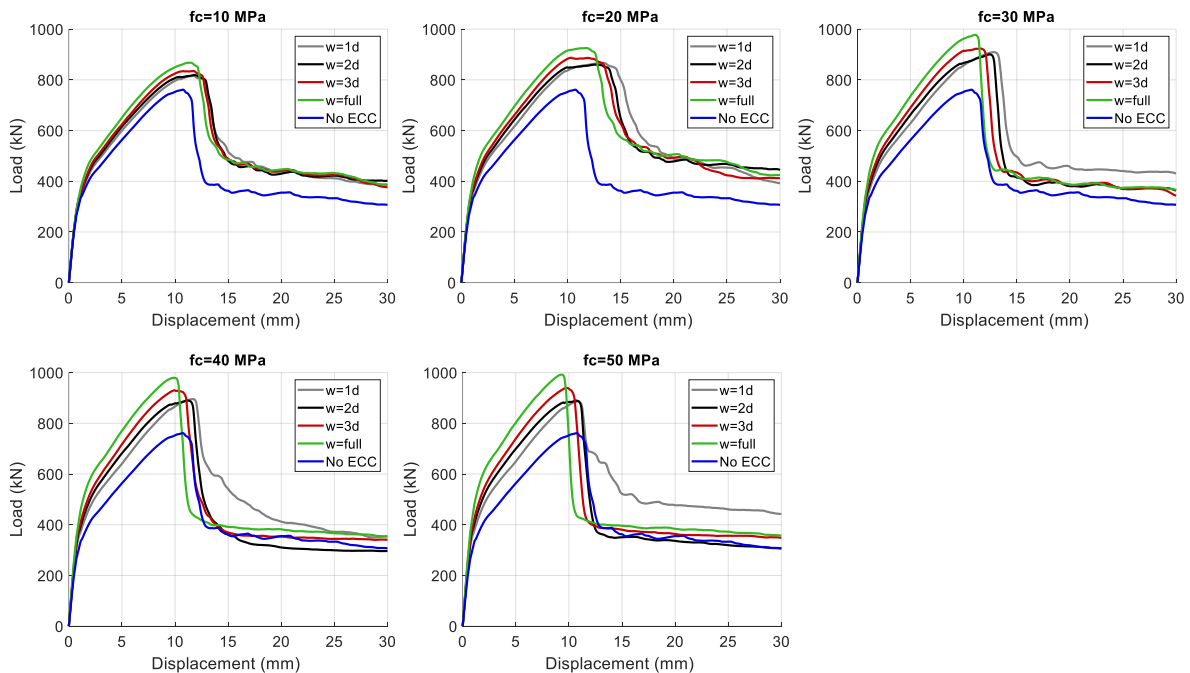 fc=10 MPa
1000
800
600
400
200
0
Load (kN)
0 5 10 15 20 25 30
Displacement (mm)
w=1d
w=2d
w=3d
w=full
No ECC
fc=20 MPa
1000
800
600
400
200
0
Load (kN)
0 5 10 15 20 25 30
Displacement (mm)
w=1d
w=2d
w=3d
w=full
No ECC
fc=30 MPa
1000
800
600
400
200
0
Load (kN)
0 5 10 15 20 25 30
Displacement (mm)
w=1d
w=2d
w=3d
w=full
No ECC
fc=40 MPa
1000
800
600
400
200
0
Load (kN)
0 5 10 15 20 25 30
Displacement (mm)
w=1d
w=2d
w=3d
w=full
No ECC
fc=50 MPa
1000
800
600
400
200
0
Load (kN)
0 5 10 15 20 25 30
Displacement (mm)
w=1d
w=2d
w=3d
w=full
No ECC